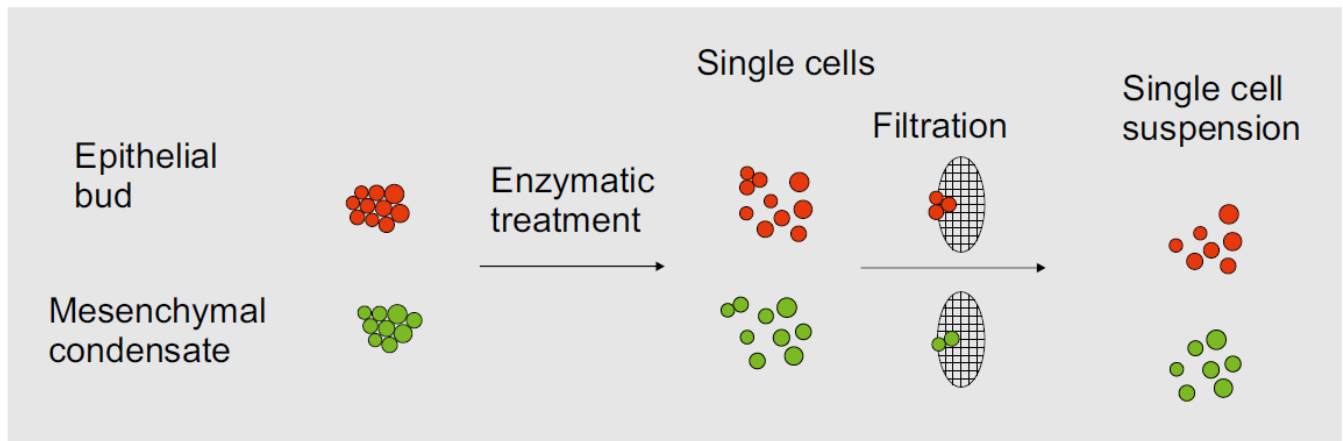 Epithelial
bud
Mesenchymal
condensate
Enzymatic
treatment
Single cells
Filtration
Single cell
suspension